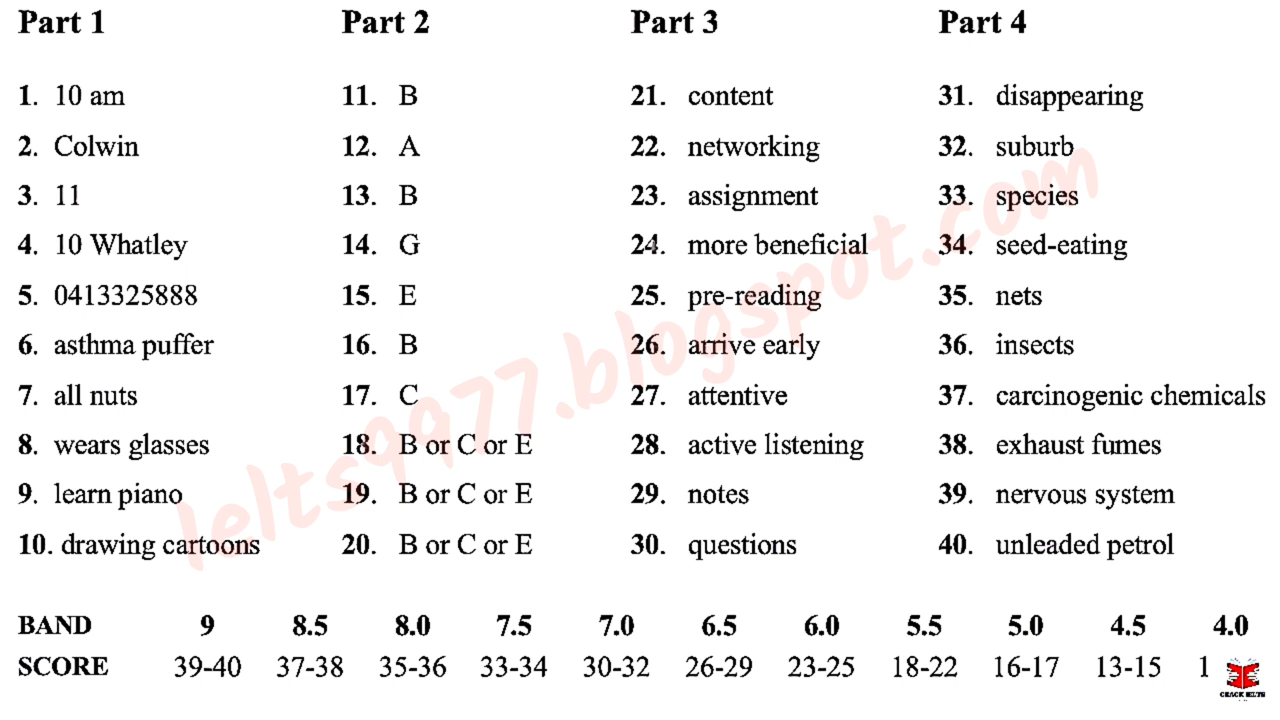 Part 1 Part 2 Part 3 Part 4
1. 10 am 11. B 21. content 31. disappearing
2. Colwin 12. A 22. networking 32. suburb
3. 11 13. B 23. assignment 33. species
4. 10 Whatley 14. G 24. more beneficial 34. seed-eating
5. 0413325888 15. E 25. pre-reading 35. nets
6. asthma puffer 16. B 26. arrive early 36. insects
7. all nuts 17. C 27. attentive 37. carcinogenic chemicals
8. wears glasses 18. B or C or E 28. active listening 38. exhaust fumes
9. learn piano 19. B or C or E 29. notes 39. nervous system
10. drawing cartoons 20. B or C or E 30. questions 40. unleaded petrol
Ielts9977.blogspot.com
BAND 9 8.5 8.0 7.5 7.0 6.5 6.0 5.5 5.0 4.5 4.0
SCORE 39-40 37-38 35-36 33-34 30-32 26-29 23-25 18-22 16-17 13-15 1
CRACK IELTS